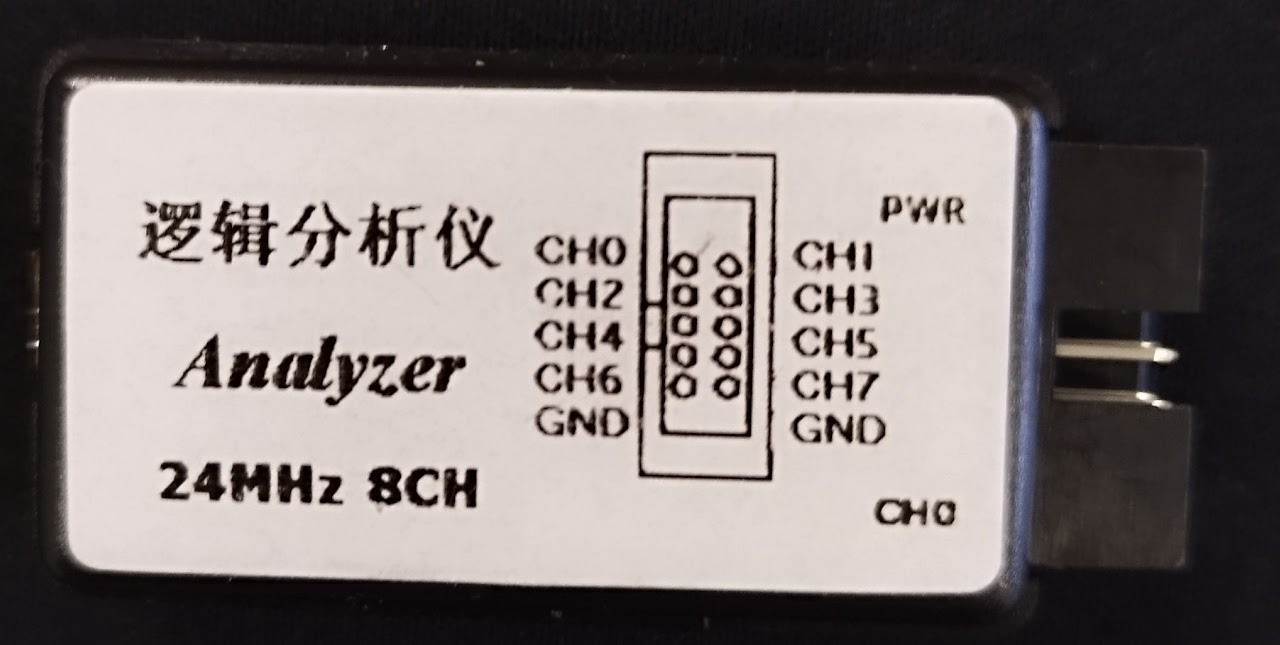 逻辑分析仪
Analyzer
24MHz 8CH
CH0 CH1
CH2 CH3
CH4 CH5
CH6 CH7
GND GND
PWR
CH0